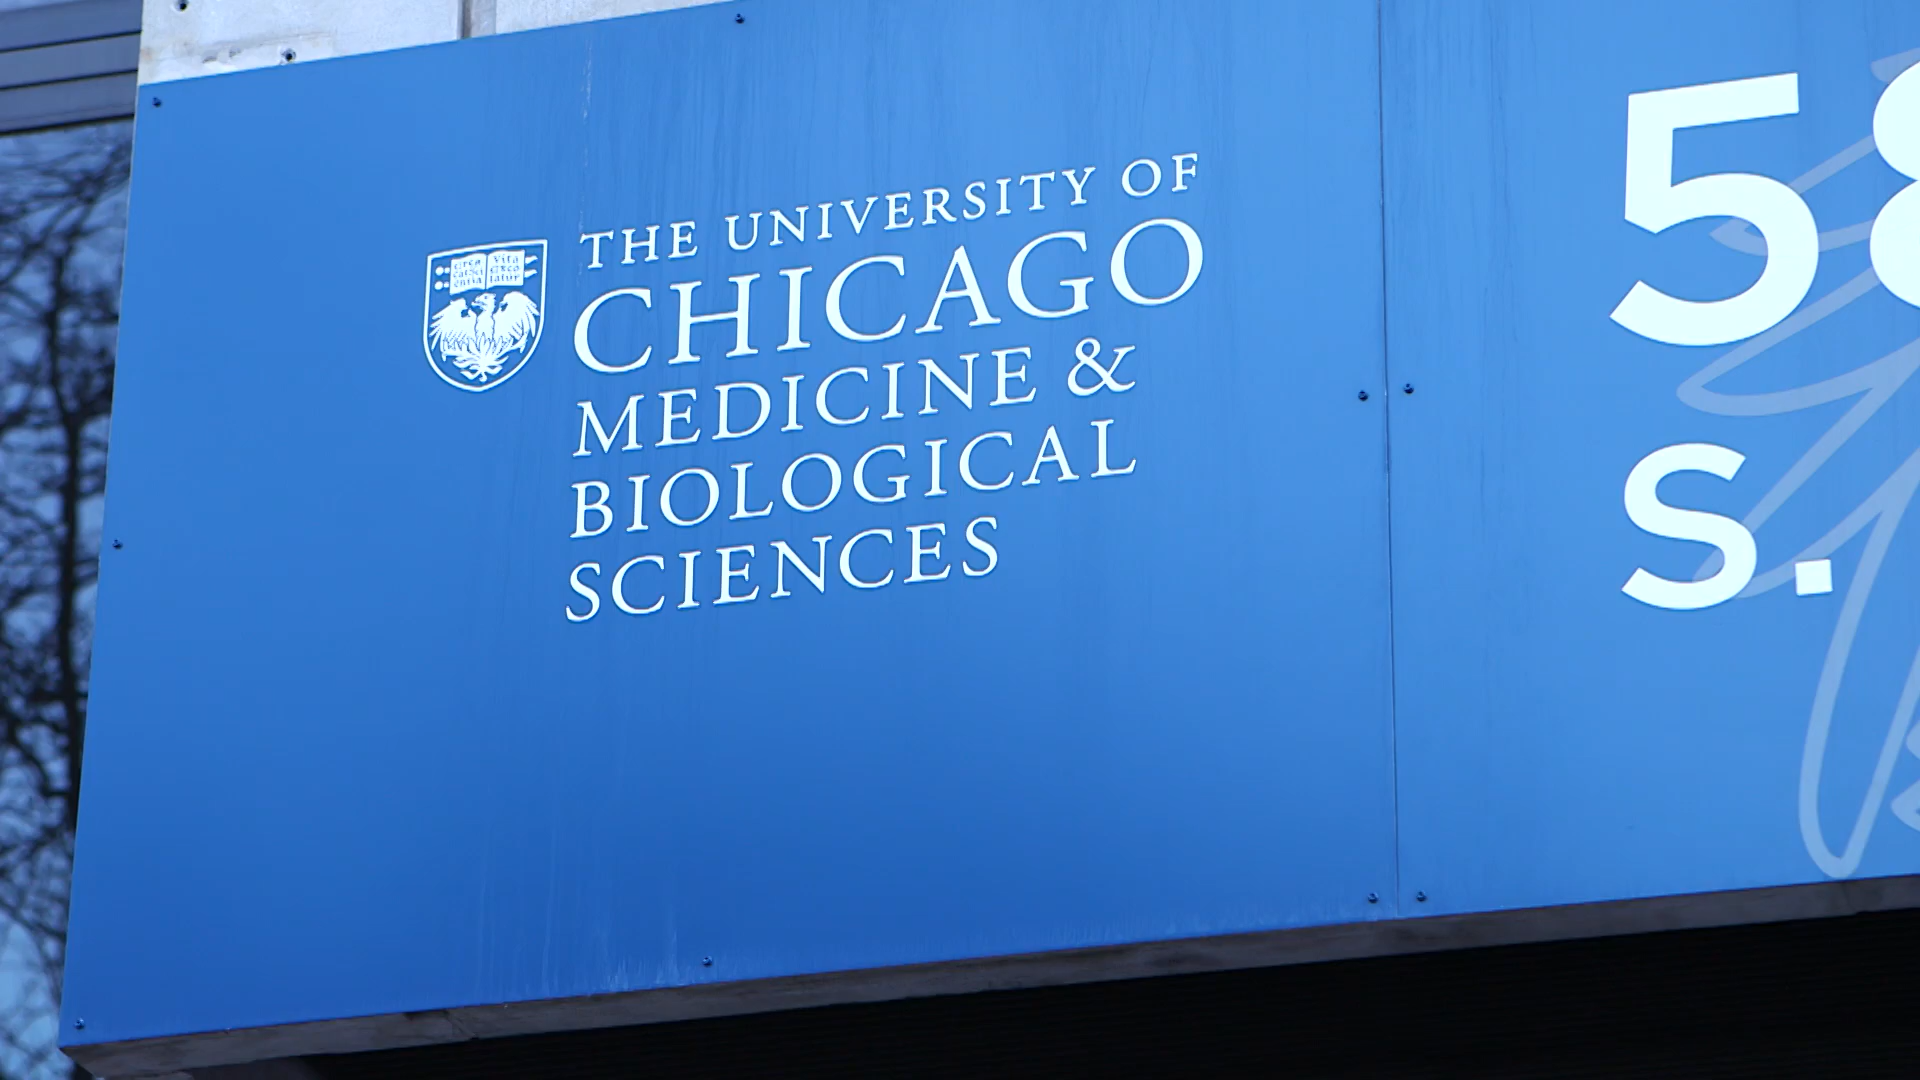 THE UNIVERSITY OF
CHICAGO
MEDICINE &
BIOLOGICAL
SCIENCES
58
S.